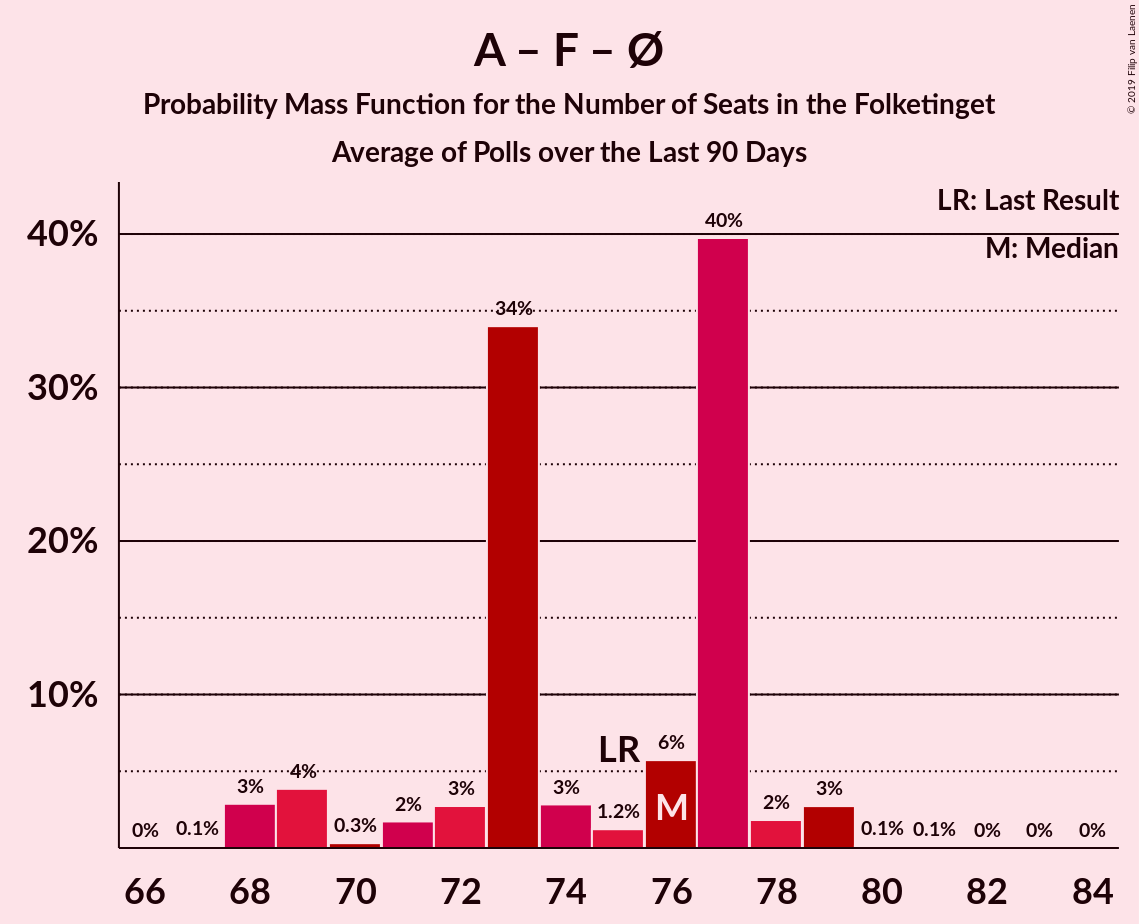 A – F – Ø
Probability Mass Function for the Number of Seats in the Folketinget
Average of Polls over the Last 90 Days
© 2019 Filip van Laenen
LR: Last Result
M: Median
40%
30%
20%
10%
0%
0.1%
3%
4%
0.3%
2%
3%
34%
3%
1.2%
LR
6%
M
40%
2%
3%
0.1%
0.1%
0%
0%
0%
66 68 70 72 74 76 78 80 82 84